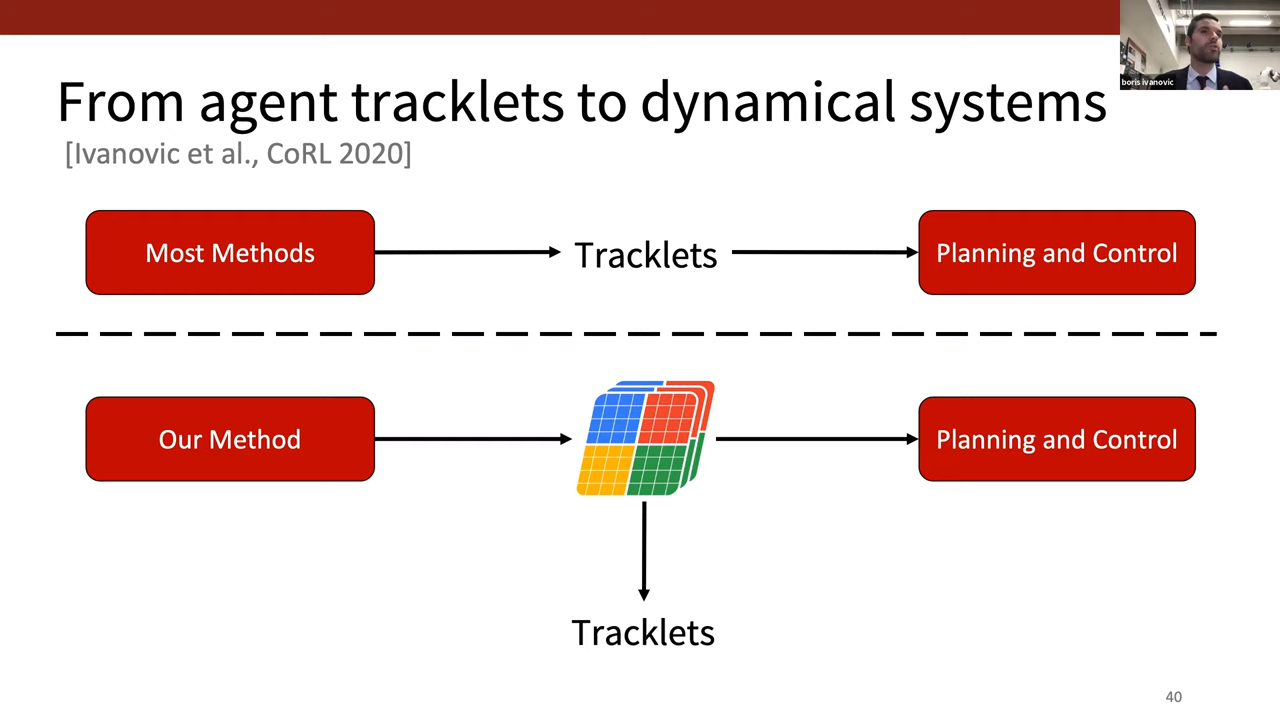 boris ivanovic
From agent tracklets to dynamical systems
[Ivanovic et al., CoRL 2020]
Most Methods
Tracklets
Planning and Control
Our Method
Planning and Control
Tracklets
40